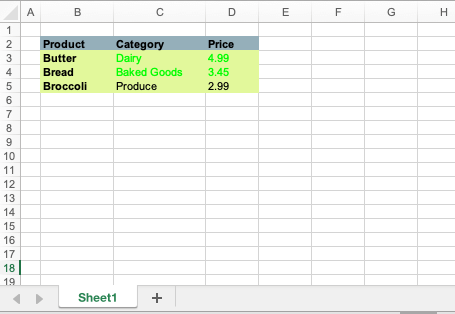 A B C D E F G H
1
2 Product Category Price
3 Butter Dairy 4.99
4 Bread Baked Goods 3.45
5 Broccoli Produce 2.99
6
7
8
9
10
11
12
13
14
15
16
17
18
19
Sheet1 +